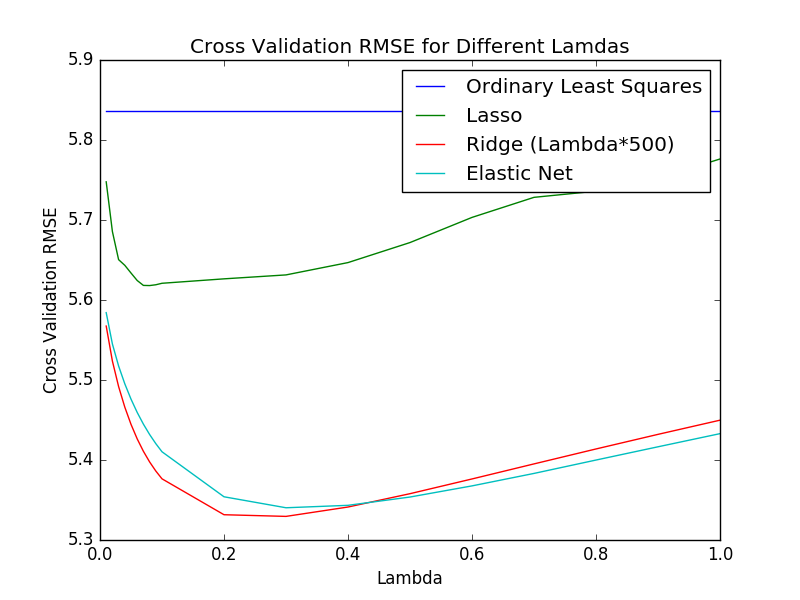 Cross Validation RMSE for Different Lamdas
5.9
5.8
5.7
5.6
5.5
5.4
5.3
Cross Validation RMSE
Ordinary Least Squares
Lasso
Ridge (Lambda*500)
Elastic Net
0.0 0.2 0.4 0.6 0.8 1.0
Lambda